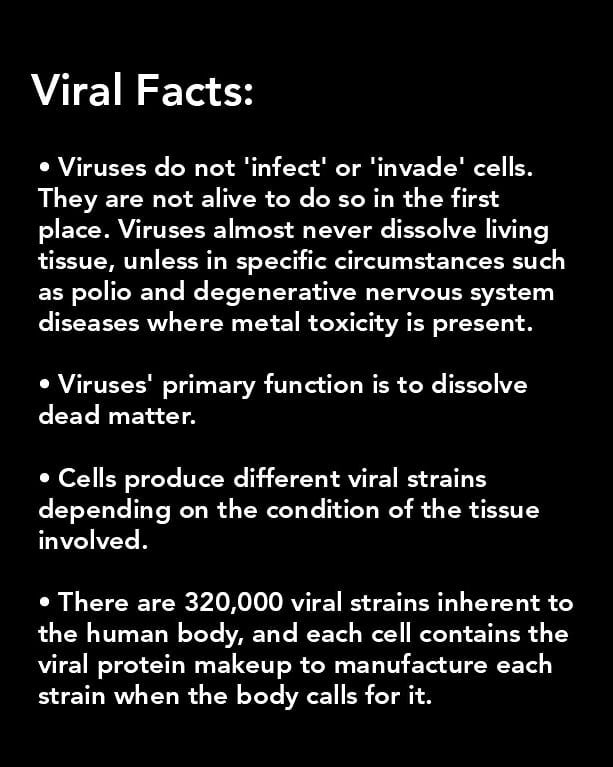 Viral Facts:
• Viruses do not 'infect' or 'invade' cells.
They are not alive to do so in the first
place. Viruses almost never dissolve living
tissue, unless in specific circumstances such
as polio and degenerative nervous system
diseases where metal toxicity is present.
• Viruses' primary function is to dissolve
dead matter.
• Cells produce different viral strains
depending on the condition of the tissue
involved.
• There are 320,000 viral strains inherent to
the human body, and each cell contains the
viral protein makeup to manufacture each
strain when the body calls for it.